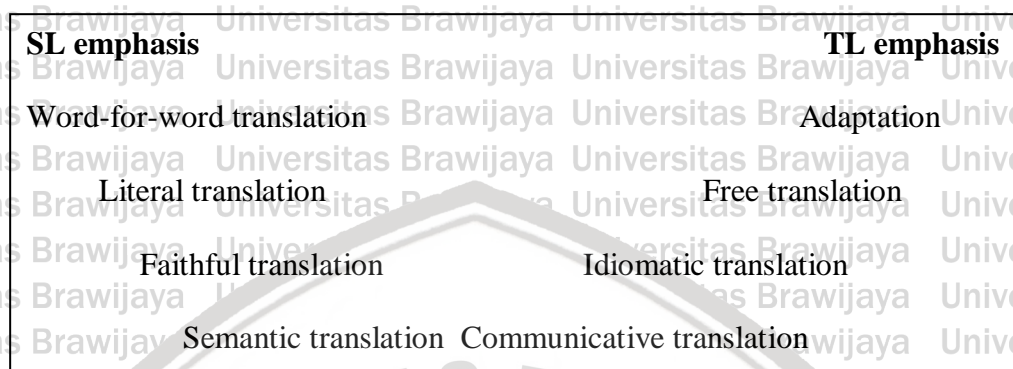 SL emphasis TL emphasis
Word-for-word translation Adaptation
Literal translation Free translation
Faithful translation Idiomatic translation
Semantic translation Communicative translation